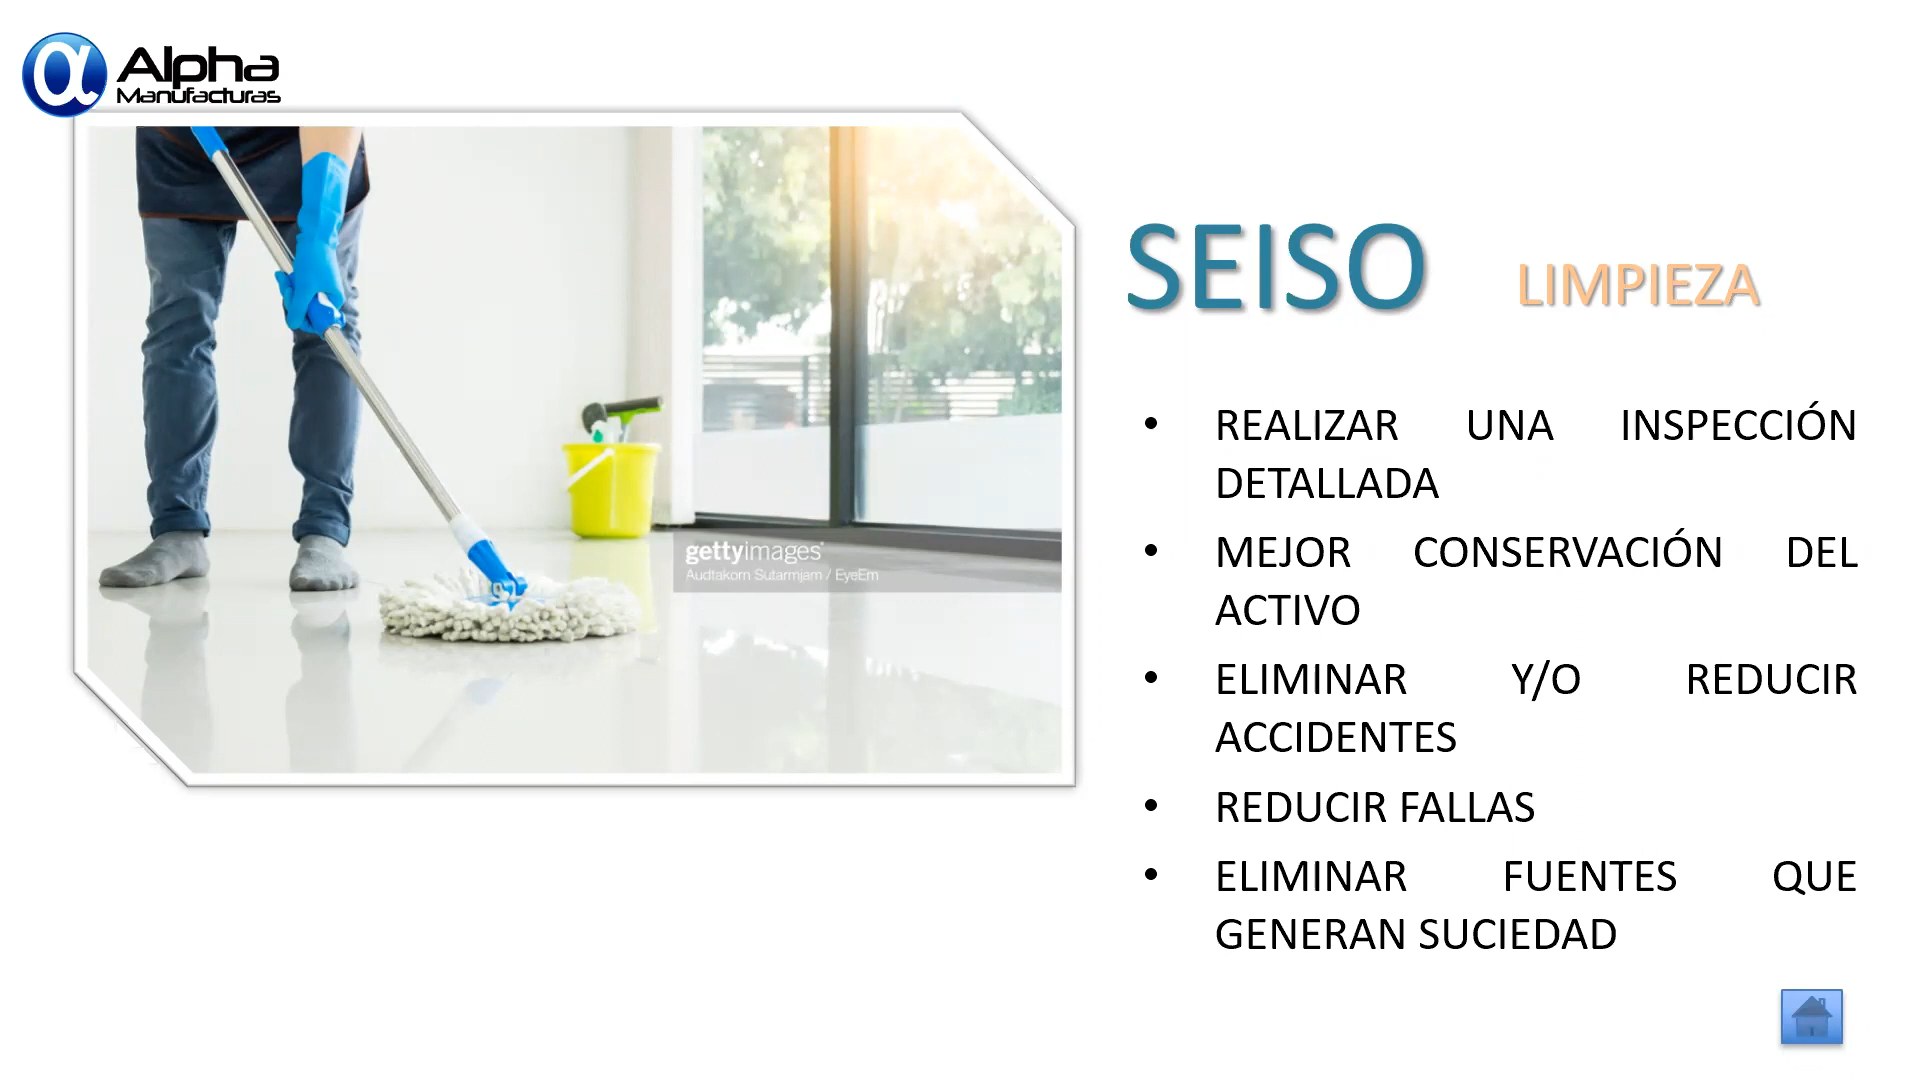 α Alpha
Manufacturas
gettyimages®
Audtakorn Sutarmjam / EyeEm
SEISO LIMPIEZA
• REALIZAR UNA INSPECCIÓN
DETALLADA
• MEJOR CONSERVACIÓN DEL
ACTIVO
• ELIMINAR Y/O REDUCIR
ACCIDENTES
• REDUCIR FALLAS
• ELIMINAR FUENTES QUE
GENERAN SUCIEDAD